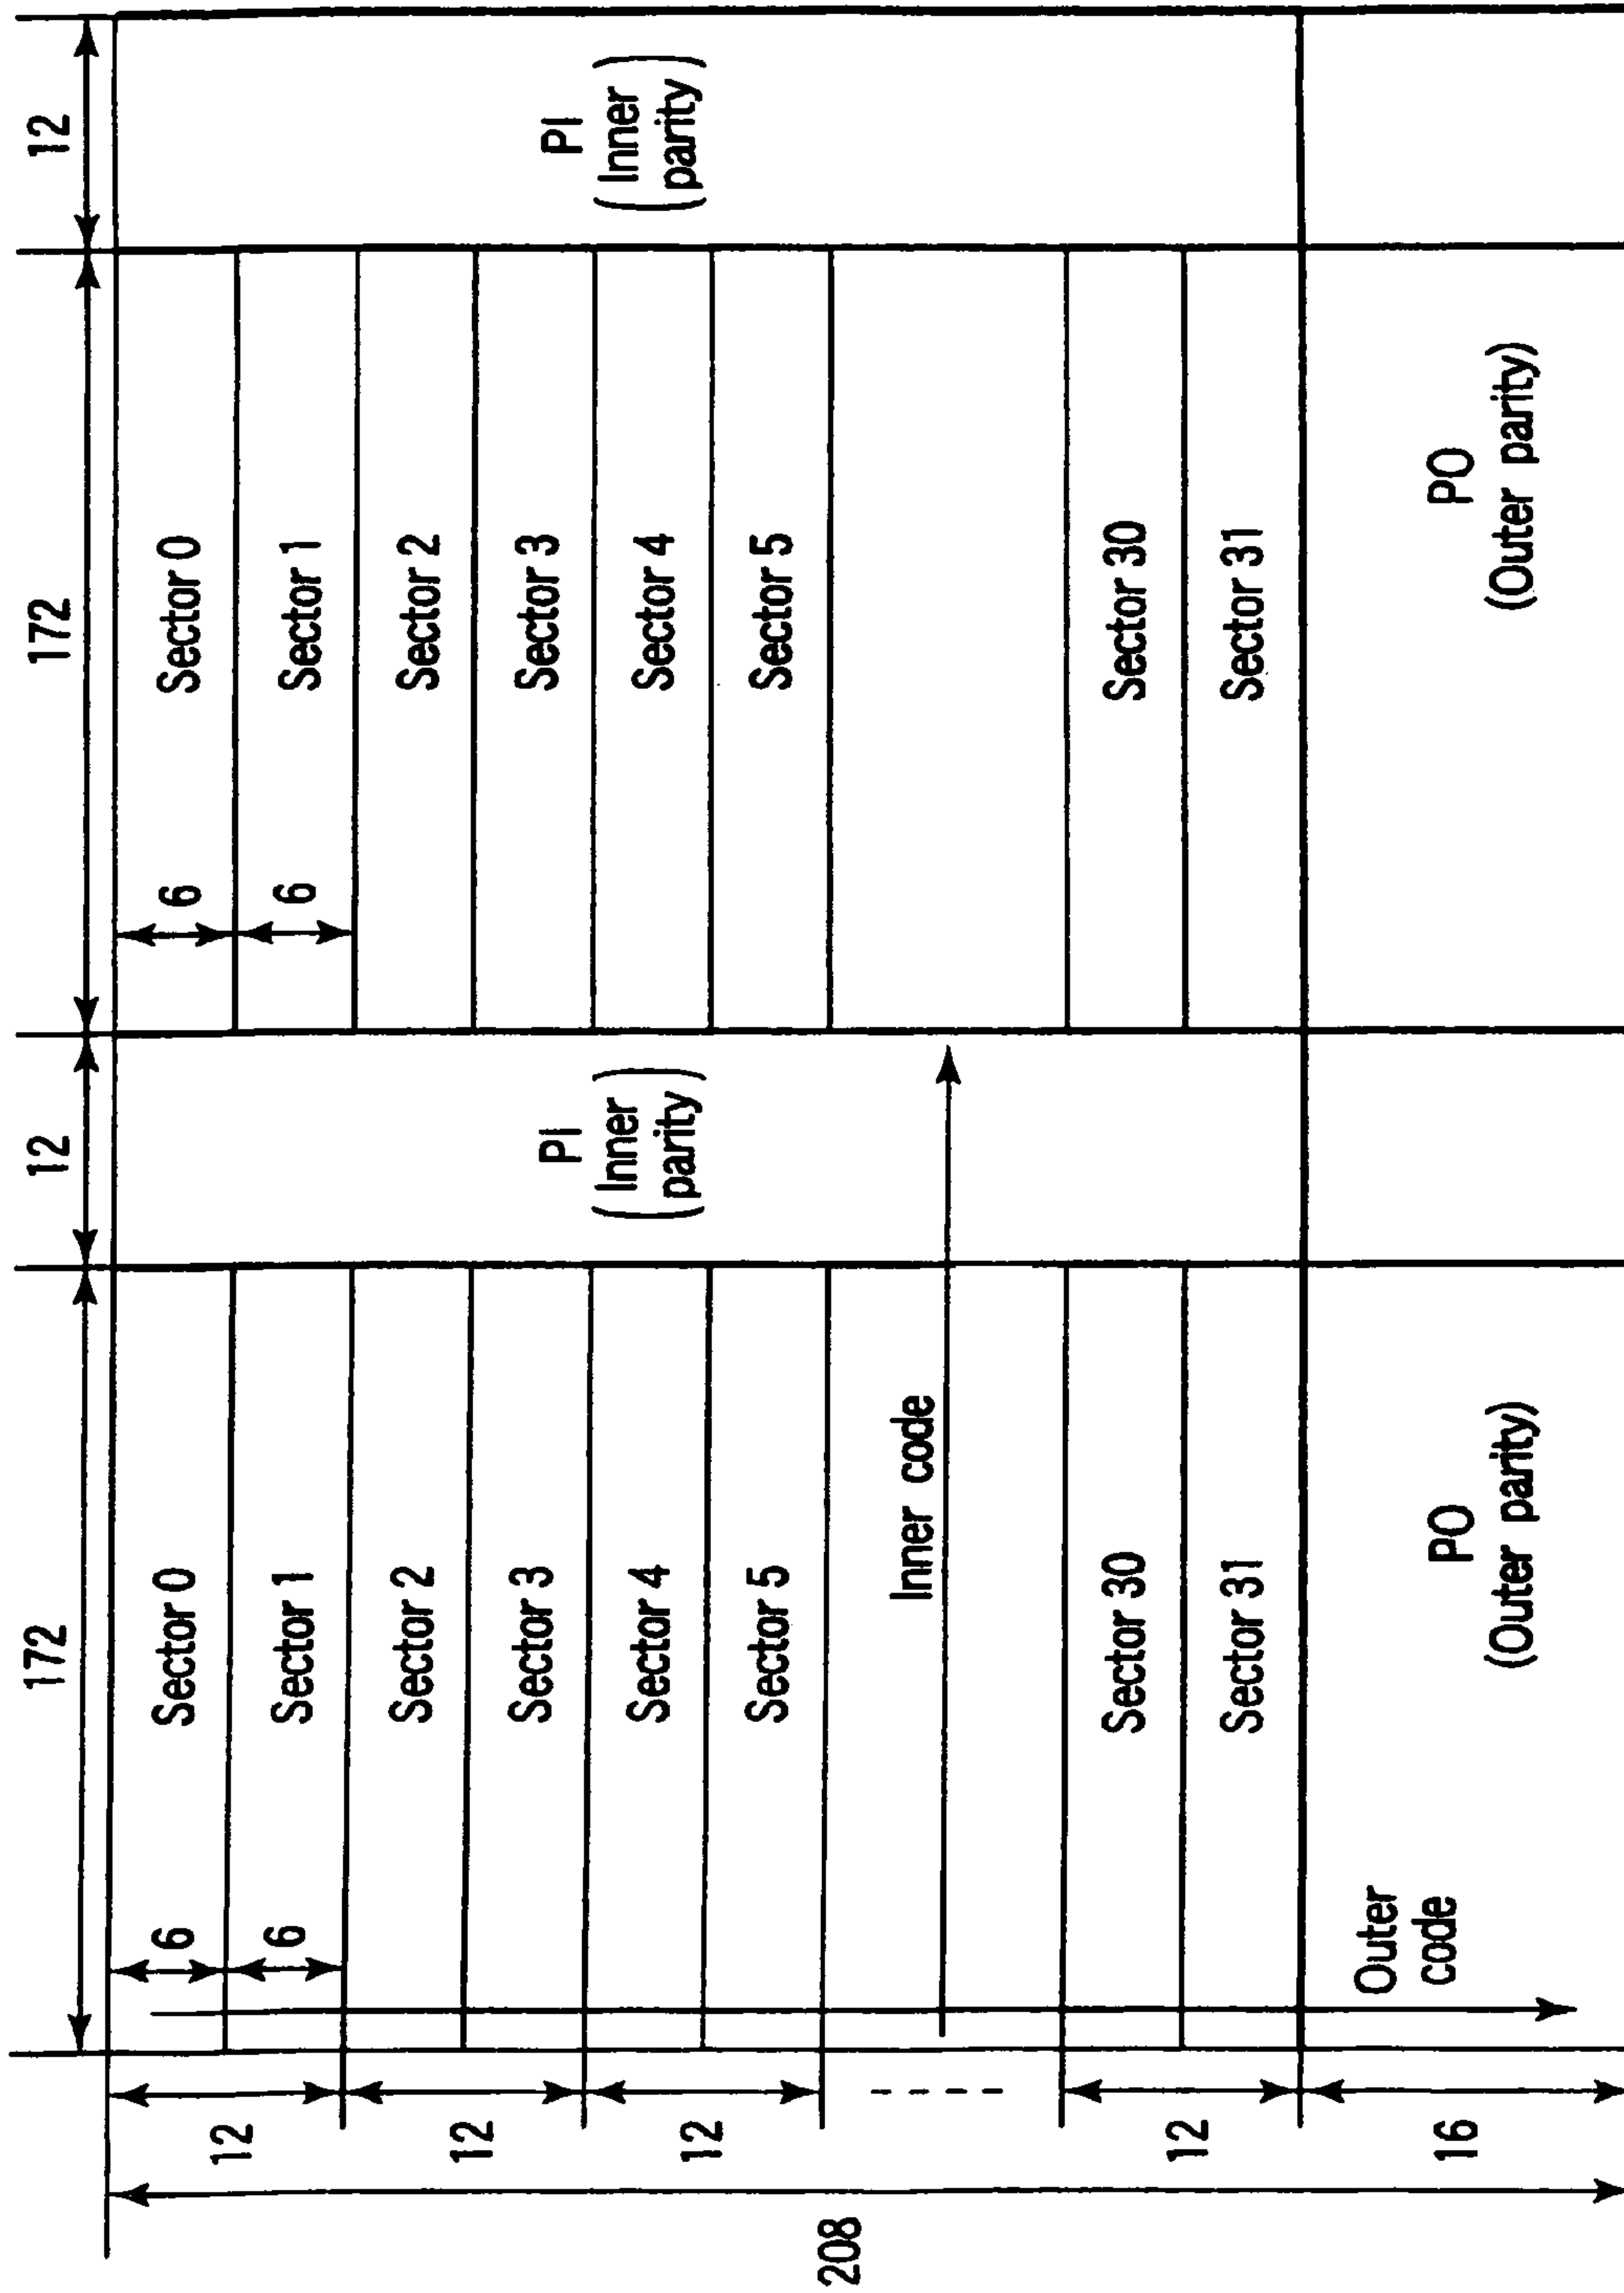 172
12
172
12
6
6
6
6
Sector 0
Sector 0
Sector 1
Sector 1
12
Sector 2
Sector 2
Sector 3
Sector 3
12
PI
(Inner
parity)
PI
(Inner
parity)
Sector 4
Sector 4
Sector 5
Sector 5
12
208
Inner code
Sector 30
Sector 30
Sector 31
Sector 31
12
Outer
code
PO
(Outer parity)
PO
(Outer parity)
16